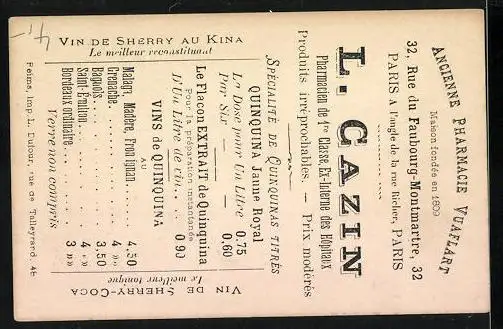 ANCIENNE PHARMACIE VUAFLART
Maison fondée en 1809
32, Rue du Faubourg-Montmartre, 32
PARIS A l'angle de la rue Richer, PARIS
L. CAZIN
Pharmacien de 1re Classe, Ex-Interne des Hôpitaux
Produits irréprochables. — Prix modérés
SPÉCIALITÉ DE QUINQUINAS TITRÉS
QUINQUINA Jaune Royal
La Dose pour Un Litre 0.75
Par Six — 0.60
Le Flacon EXTRAIT de Quinquina
Pour la préparation instantanée
D'Un Litre de vin.. 0 90
VINS de QUINQUINA
AU
Malaga, Madère, Frontignan... 4.50
Grenache............ 4 »»
Bagnols............ 3.50
Saint-Emilion........ 4 »»
Bordeaux ordinaire.... 3 »»
Verre non compris
Reims, imp. L. Dufour, rue de Talleyrand, 45
VIN DE SHERRY AU KINA
Le meilleur reconstituant
VIN DE SHERRY-COCA
Le meilleur tonique